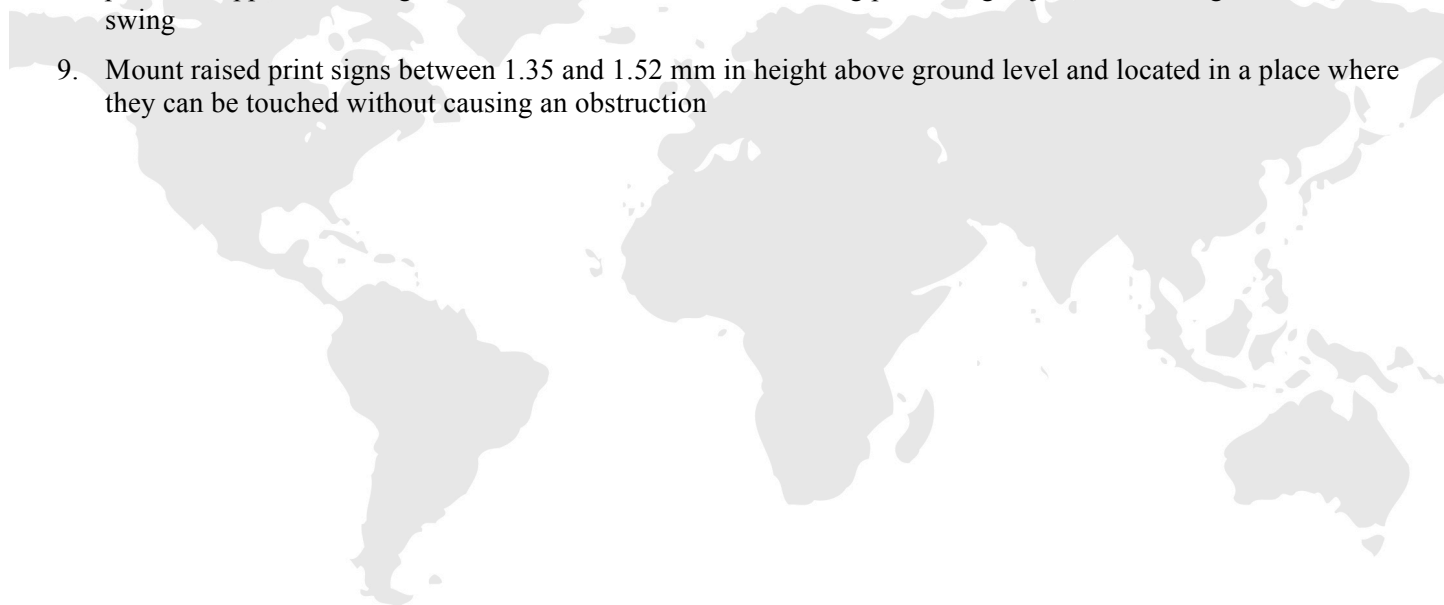 swing
9. Mount raised print signs between 1.35 and 1.52 mm in height above ground level and located in a place where
they can be touched without causing an obstruction